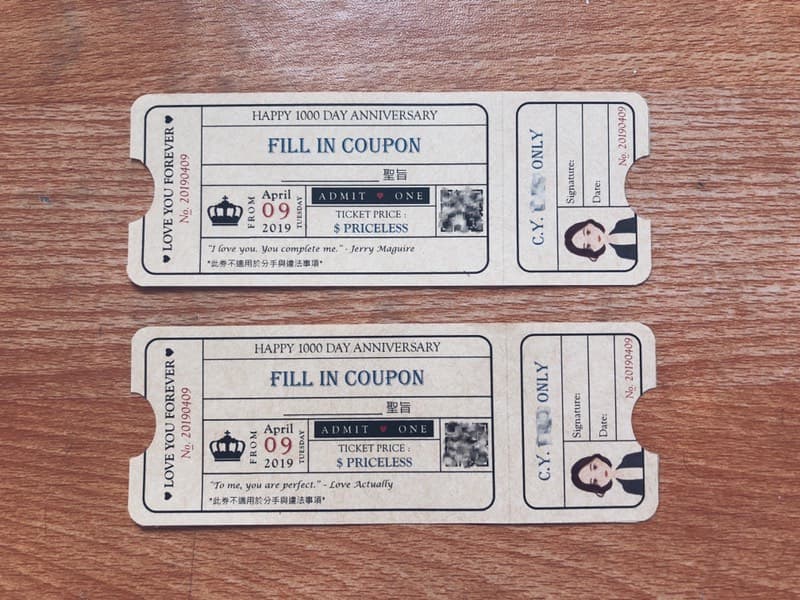 ♥ LOVE YOU FOREVER ♥
No. 20190409
HAPPY 1000 DAY ANNIVERSARY
FILL IN COUPON
聖旨
FROM
April
09
2019
TUESDAY
ADMIT ♥ ONE
TICKET PRICE :
$ PRICELESS
"I love you. You complete me." - Jerry Maguire
*此券不適用於分手與違法事項*
C.Y. ONLY
Signature:
Date:
No. 20190409
♥ LOVE YOU FOREVER ♥
No. 20190409
HAPPY 1000 DAY ANNIVERSARY
FILL IN COUPON
聖旨
FROM
April
09
2019
TUESDAY
ADMIT ♥ ONE
TICKET PRICE :
$ PRICELESS
"To me, you are perfect." - Love Actually
*此券不適用於分手與違法事項*
C.Y. ONLY
Signature:
Date:
No. 20190409